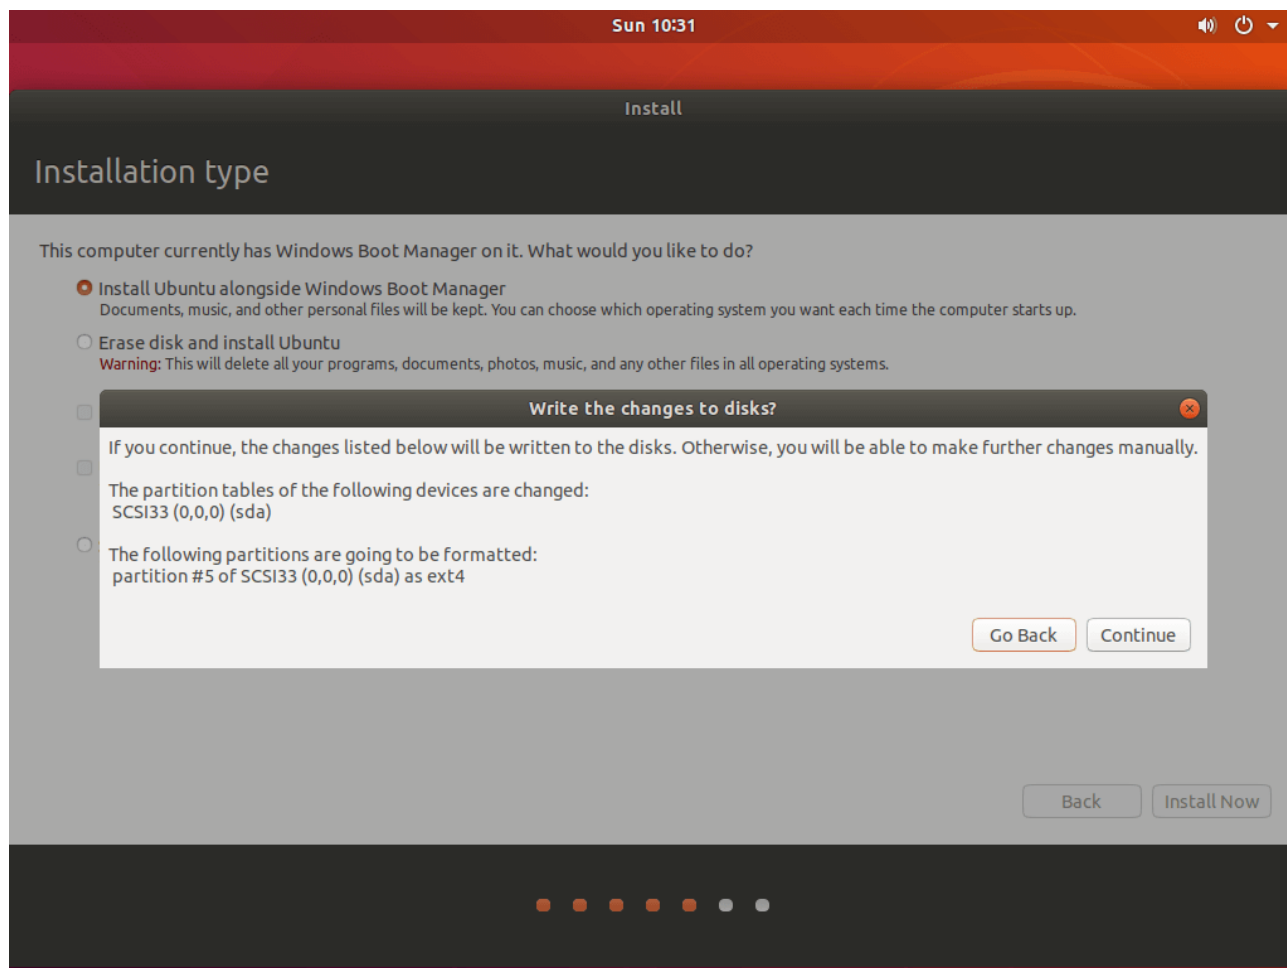 Sun 10:31
Install
Installation type
This computer currently has Windows Boot Manager on it. What would you like to do?
Install Ubuntu alongside Windows Boot Manager
Documents, music, and other personal files will be kept. You can choose which operating system you want each time the computer starts up.
Erase disk and install Ubuntu
Warning: This will delete all your programs, documents, photos, music, and any other files in all operating systems.
Write the changes to disks?
If you continue, the changes listed below will be written to the disks. Otherwise, you will be able to make further changes manually.
The partition tables of the following devices are changed:
SCSI33 (0,0,0) (sda)
The following partitions are going to be formatted:
partition #5 of SCSI33 (0,0,0) (sda) as ext4
Go Back Continue
Back Install Now